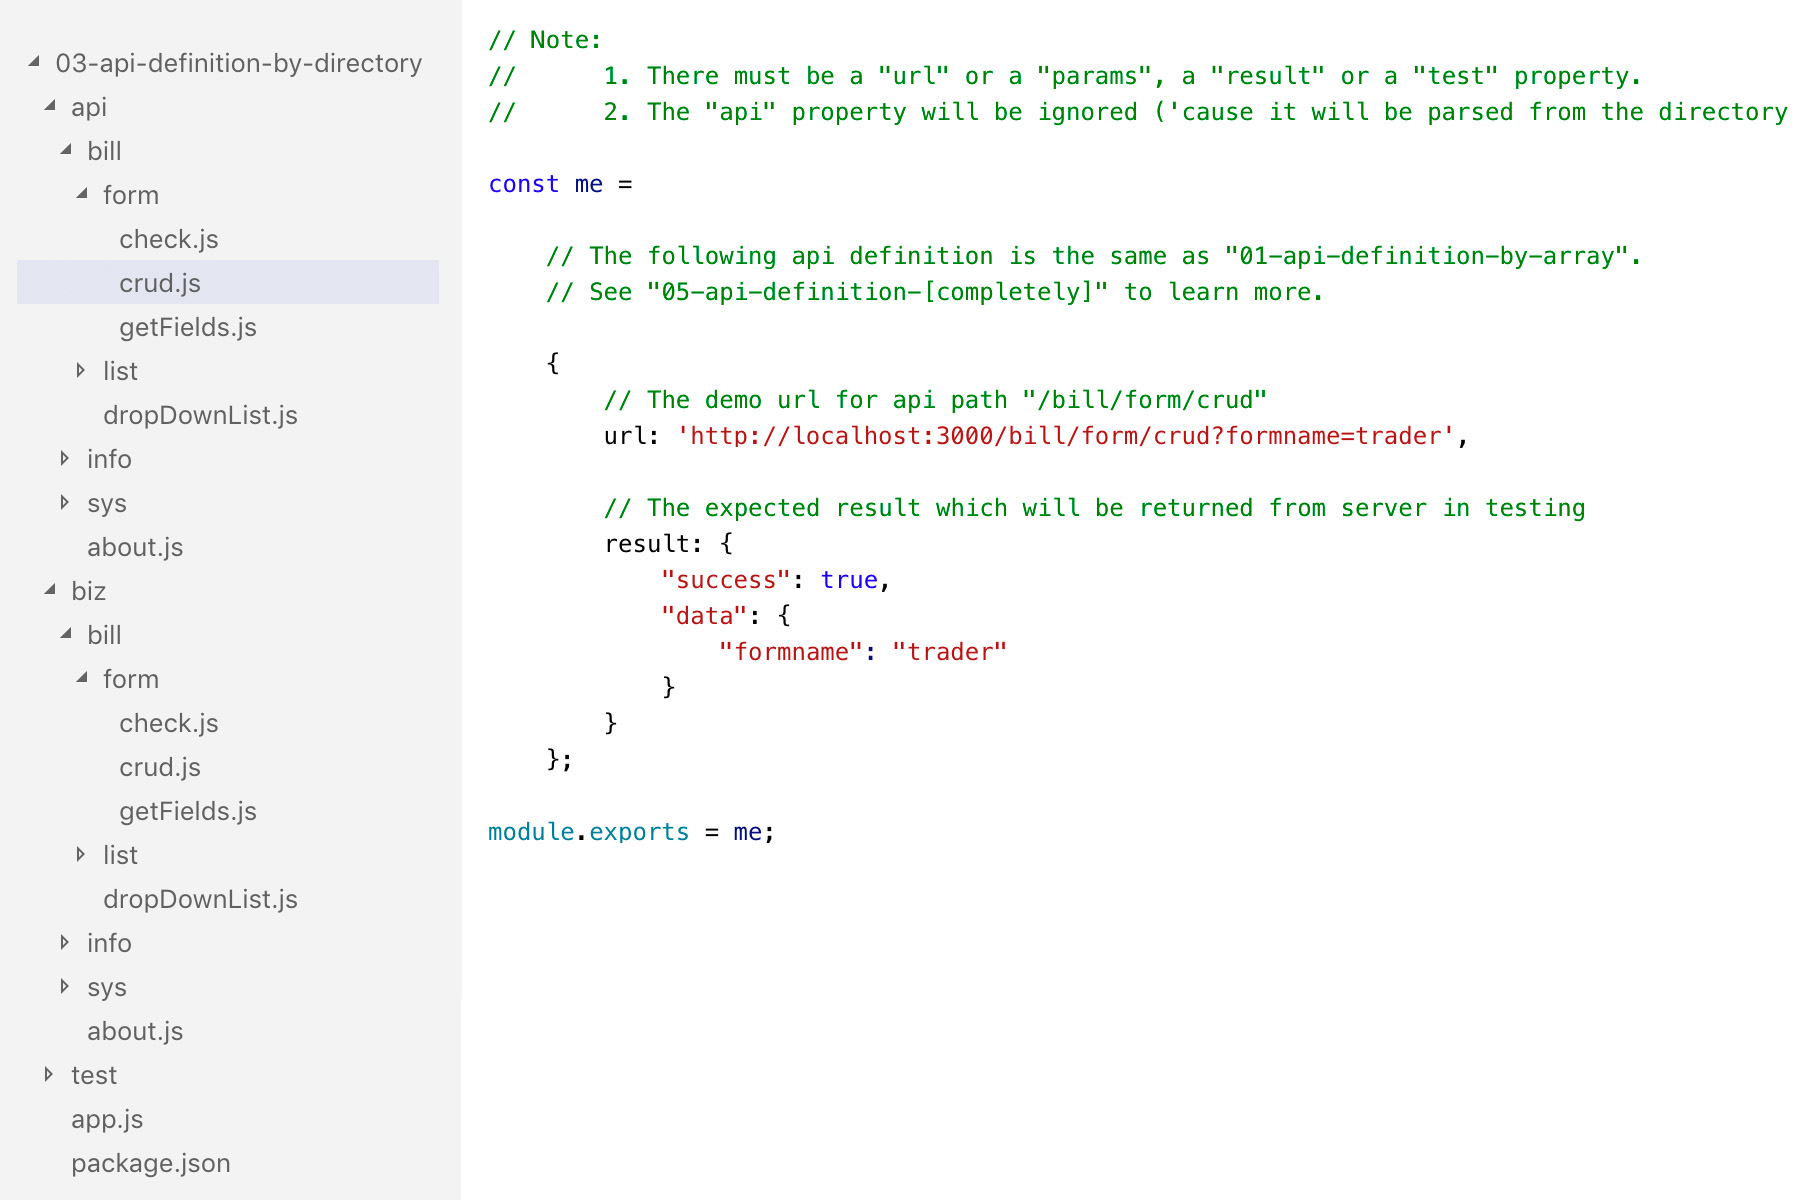 03-api-definition-by-directory
api
bill
form
check.js
crud.js
getFields.js
list
dropDownList.js
info
sys
about.js
biz
bill
form
check.js
crud.js
getFields.js
list
dropDownList.js
info
sys
about.js
test
app.js
package.json
// Note:
//      1. There must be a "url" or a "params", a "result" or a "test" property.
//      2. The "api" property will be ignored ('cause it will be parsed from the directory
const me =
    // The following api definition is the same as "01-api-definition-by-array".
    // See "05-api-definition-[completely]" to learn more.
    {
        // The demo url for api path "/bill/form/crud"
        url: 'http://localhost:3000/bill/form/crud?formname=trader',
        // The expected result which will be returned from server in testing
        result: {
            "success": true,
            "data": {
                "formname": "trader"
            }
        }
    };
module.exports = me;